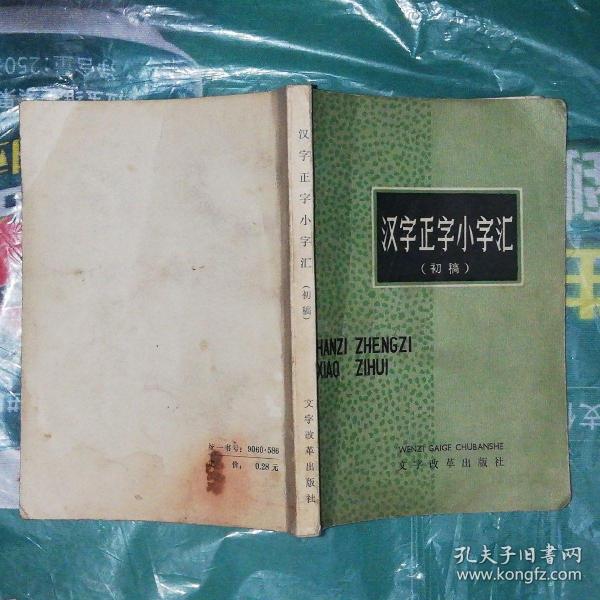 汉字正字小字汇
(初稿)
HANZI ZHENGZI
XIAO ZIHUI
WENZI GAIGE CHUBANSHE
文字改革出版社
汉字正字小字汇
(初稿)
文字改革出版社
统一书号：9060·586
价：0.28元
孔夫子旧书网
www.kongfz.com